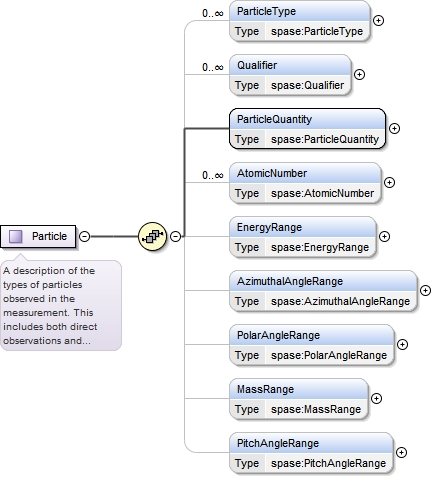 0..∞ ParticleType
Type spase:ParticleType
0..∞ Qualifier
Type spase:Qualifier
ParticleQuantity
Type spase:ParticleQuantity
0..∞ AtomicNumber
Type spase:AtomicNumber
EnergyRange
Type spase:EnergyRange
Particle
A description of the
types of particles
observed in the
measurement. This
includes both direct
observations and...
AzimuthalAngleRange
Type spase:AzimuthalAngleRange
PolarAngleRange
Type spase:PolarAngleRange
MassRange
Type spase:MassRange
PitchAngleRange
Type spase:PitchAngleRange